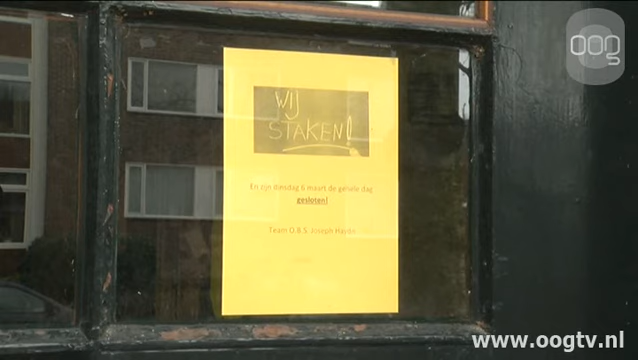 oog
WIJ
STAKEN!
En zijn dinsdag 6 maart de gehele dag
gesloten!
Team O.B.S Joseph Haydn
www.oogtv.nl